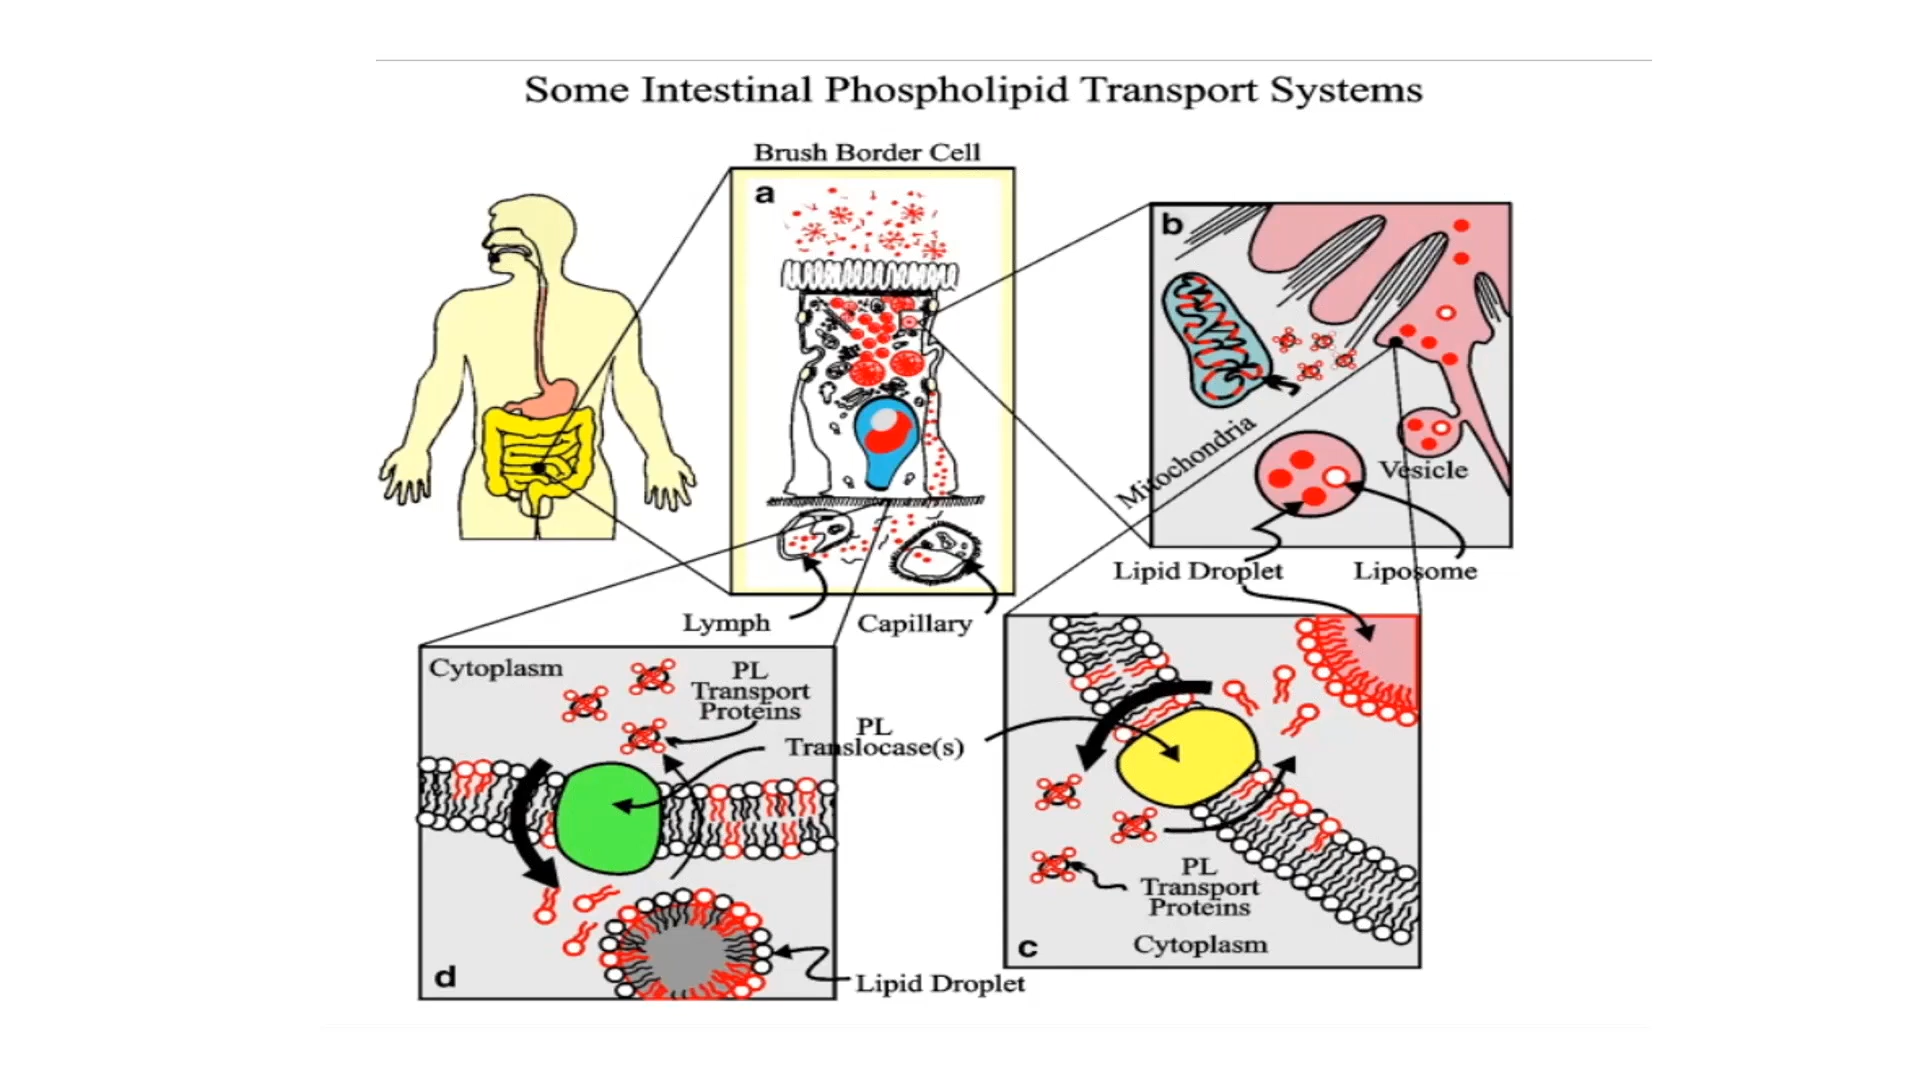 Some Intestinal Phospholipid Transport Systems
Brush Border Cell
a
b
Mitochondria
Vesicle
Lipid Droplet
Liposome
Lymph
Capillary
Cytoplasm
PL
Transport
Proteins
PL
Translocase(s)
d
Lipid Droplet
PL
Transport
Proteins
Cytoplasm
c